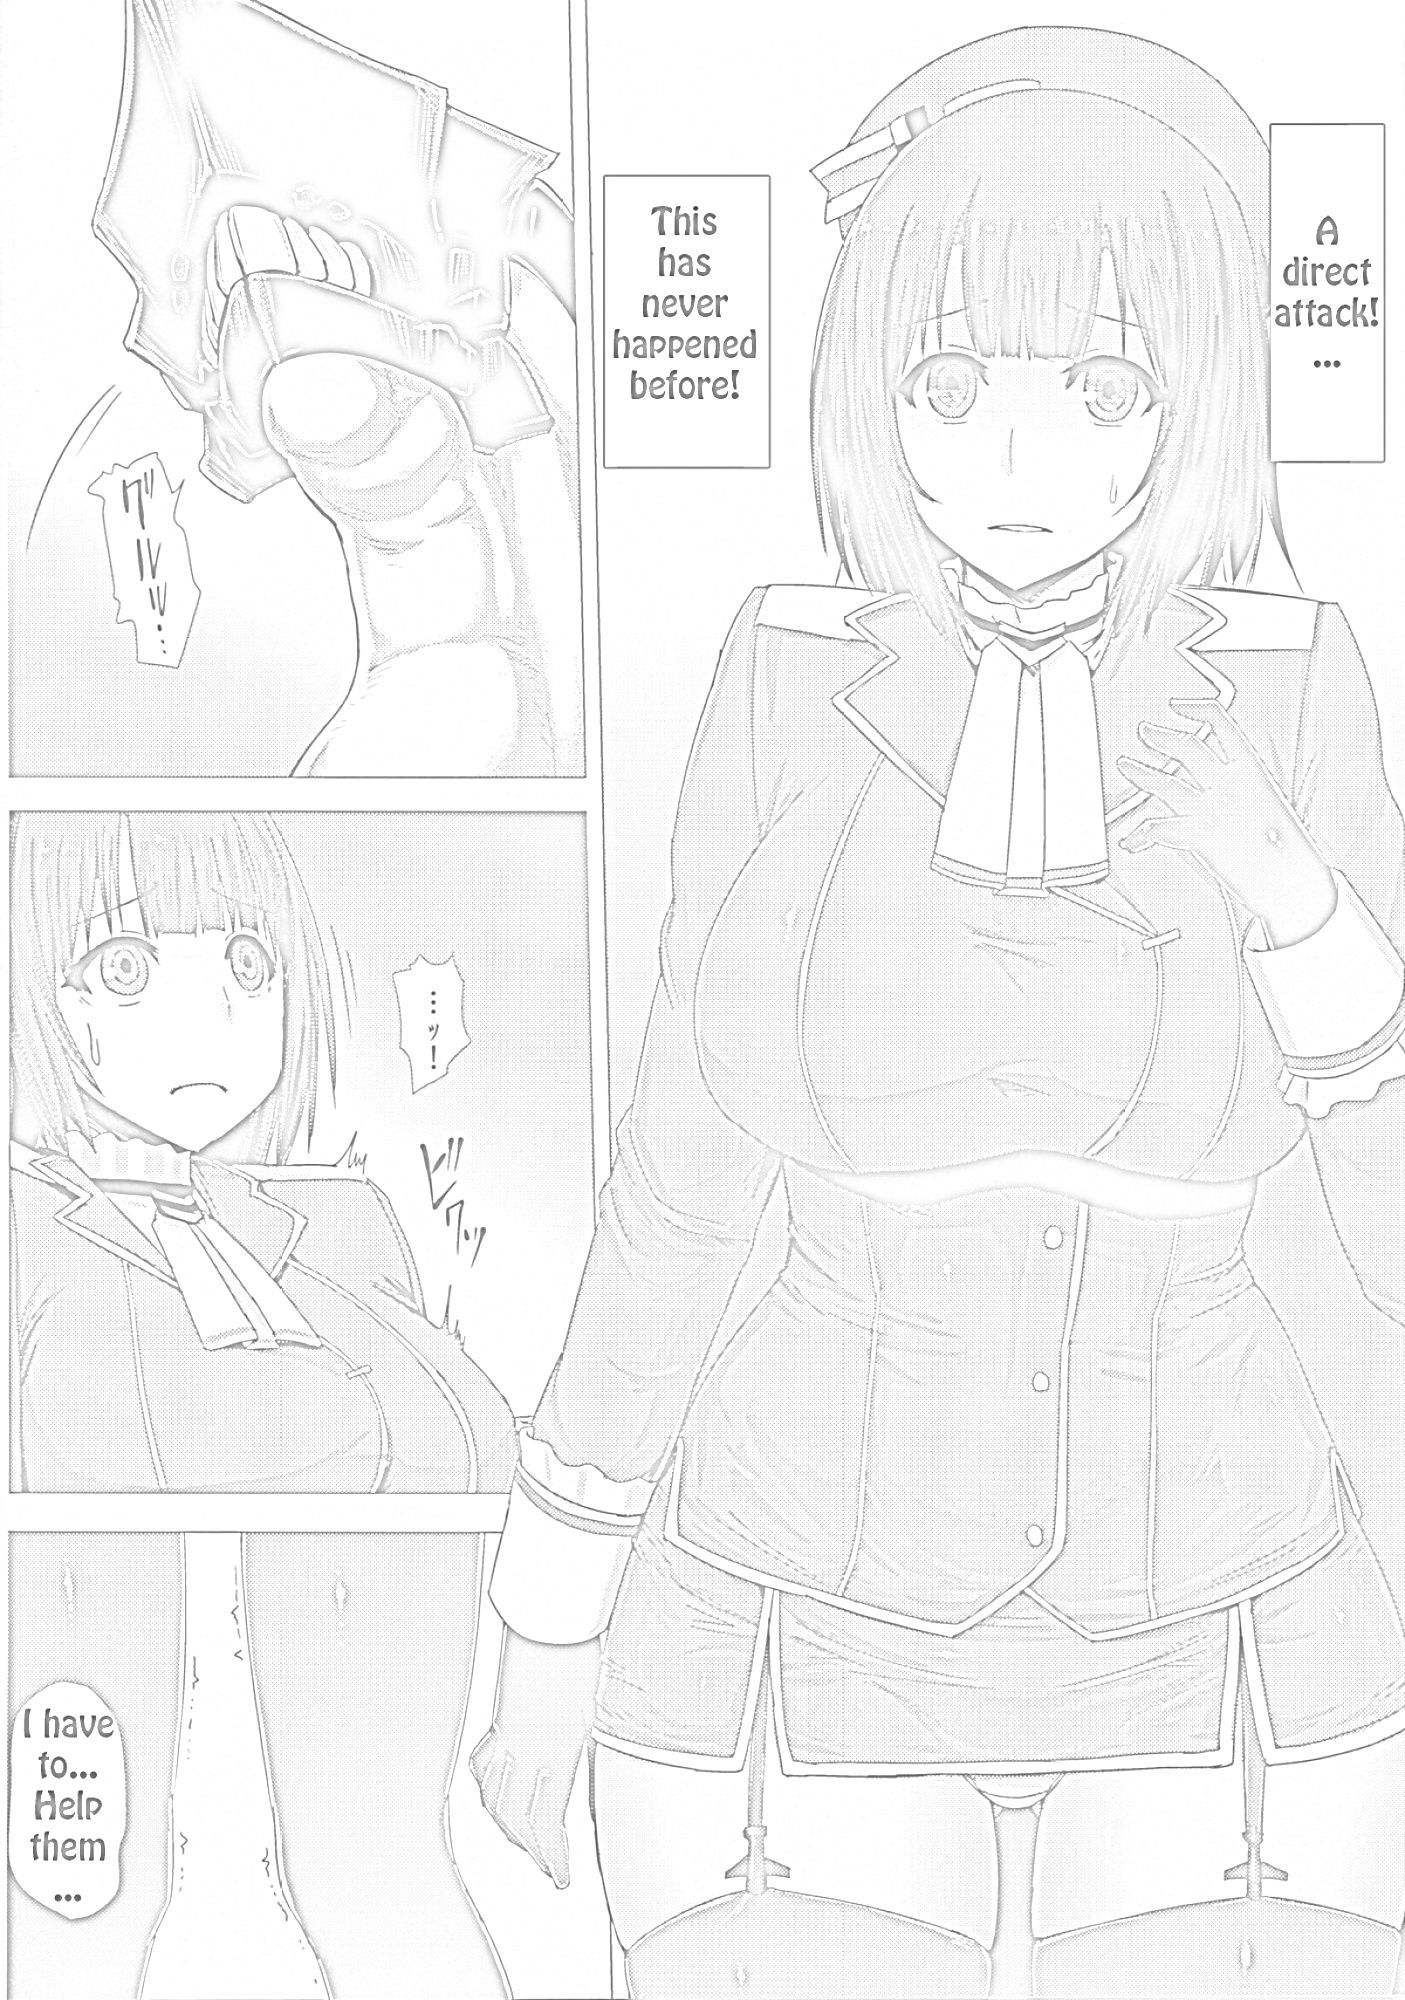 A
direct
attack!
...
This
has
never
happened
before!
グルルッ…
…ッ!
ビクッ
I have
to...
Help
them
...